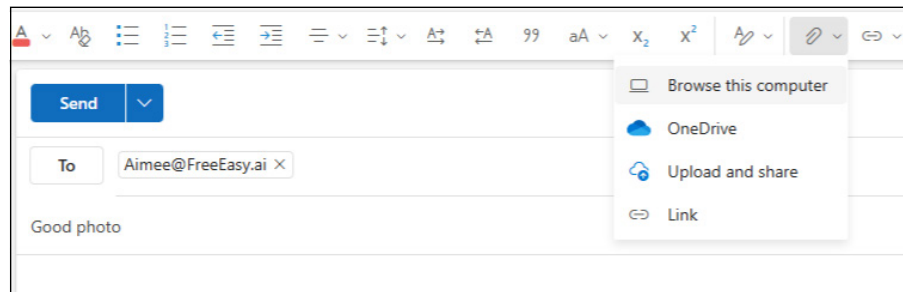 A Ab 99 aA X₂ X² A
Browse this computer
Send
OneDrive
To Aimee@FreeEasy.ai ×
Upload and share
Link
Good photo